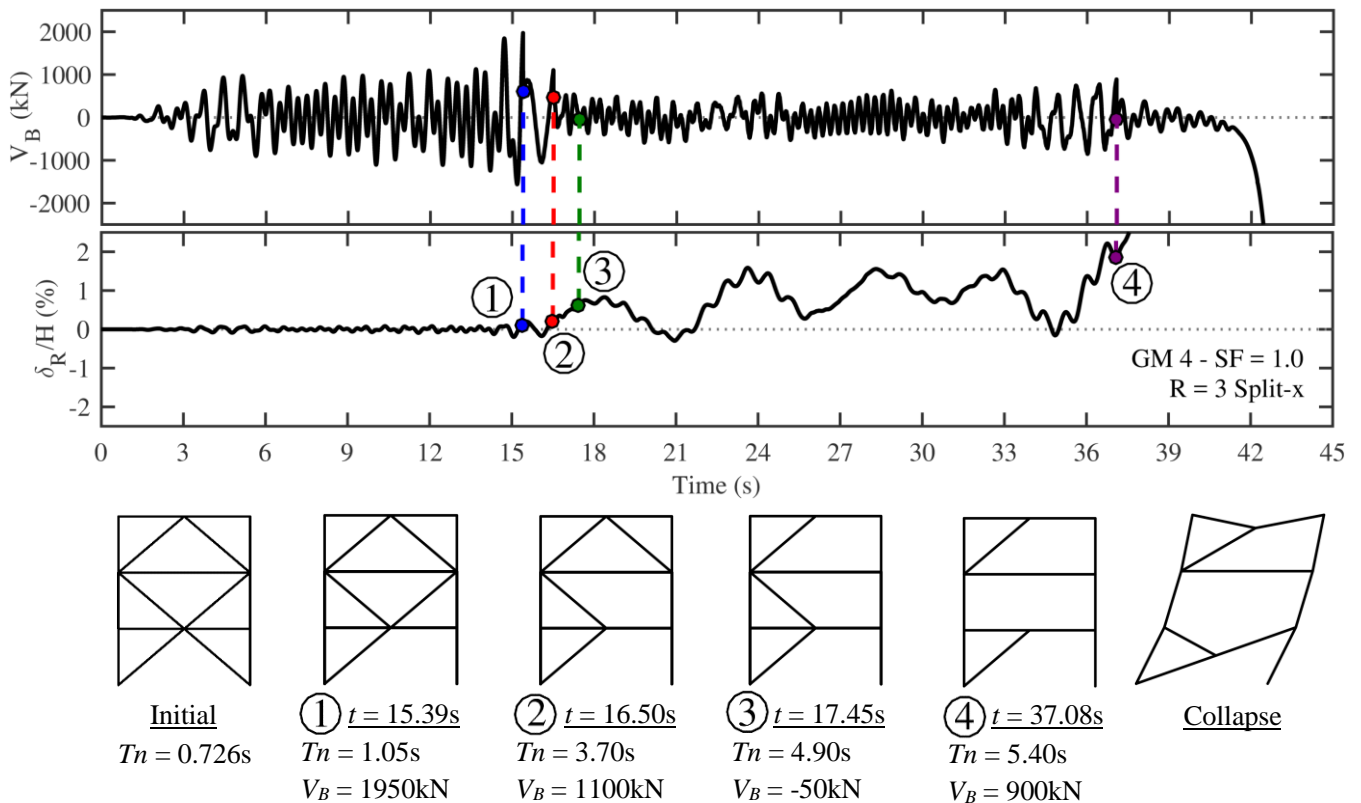 2000
1000
0
-1000
-2000
V_B (kN)
2
1
0
-1
-2
δ_R/H (%)
1
2
3
4
GM 4 - SF = 1.0
R = 3 Split-x
0 3 6 9 12 15 18 21 24 27 30 33 36 39 42 45
Time (s)
Initial
Tn = 0.726s
1 t = 15.39s
Tn = 1.05s
V_B = 1950kN
2 t = 16.50s
Tn = 3.70s
V_B = 1100kN
3 t = 17.45s
Tn = 4.90s
V_B = -50kN
4 t = 37.08s
Tn = 5.40s
V_B = 900kN
Collapse